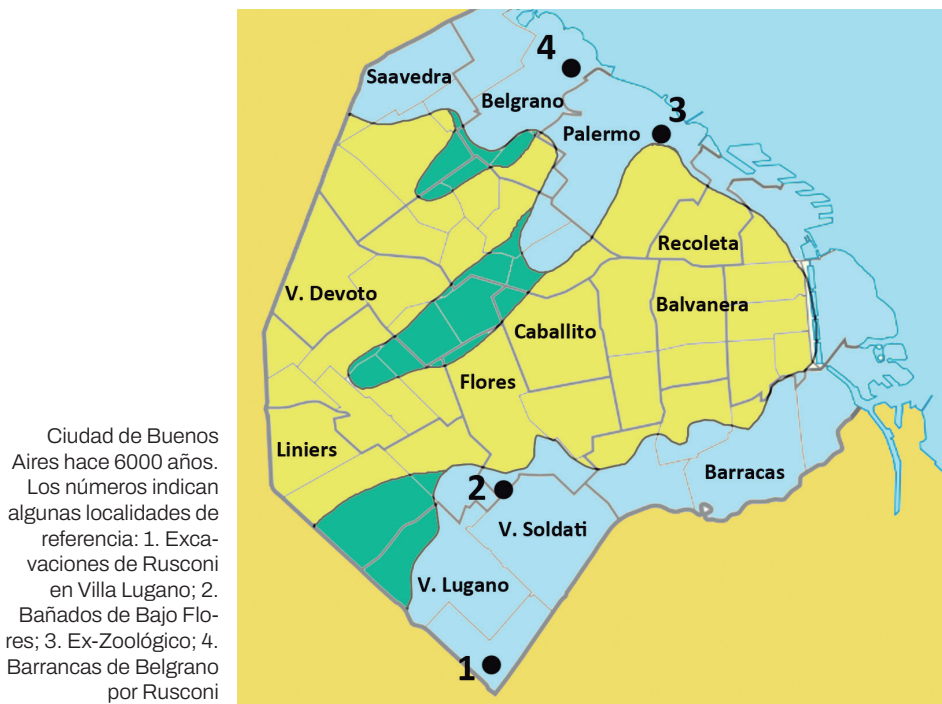 4
Saavedra
Belgrano
3
Palermo
Recoleta
V. Devoto
Balvanera
Caballito
Flores
Liniers
Barracas
2
V. Soldati
V. Lugano
1
Ciudad de Buenos
Aires hace 6000 años.
Los números indican
algunas localidades de
referencia: 1. Exca-
vaciones de Rusconi
en Villa Lugano; 2.
Bañados de Bajo Flo-
res; 3. Ex-Zoológico; 4.
Barrancas de Belgrano
por Rusconi